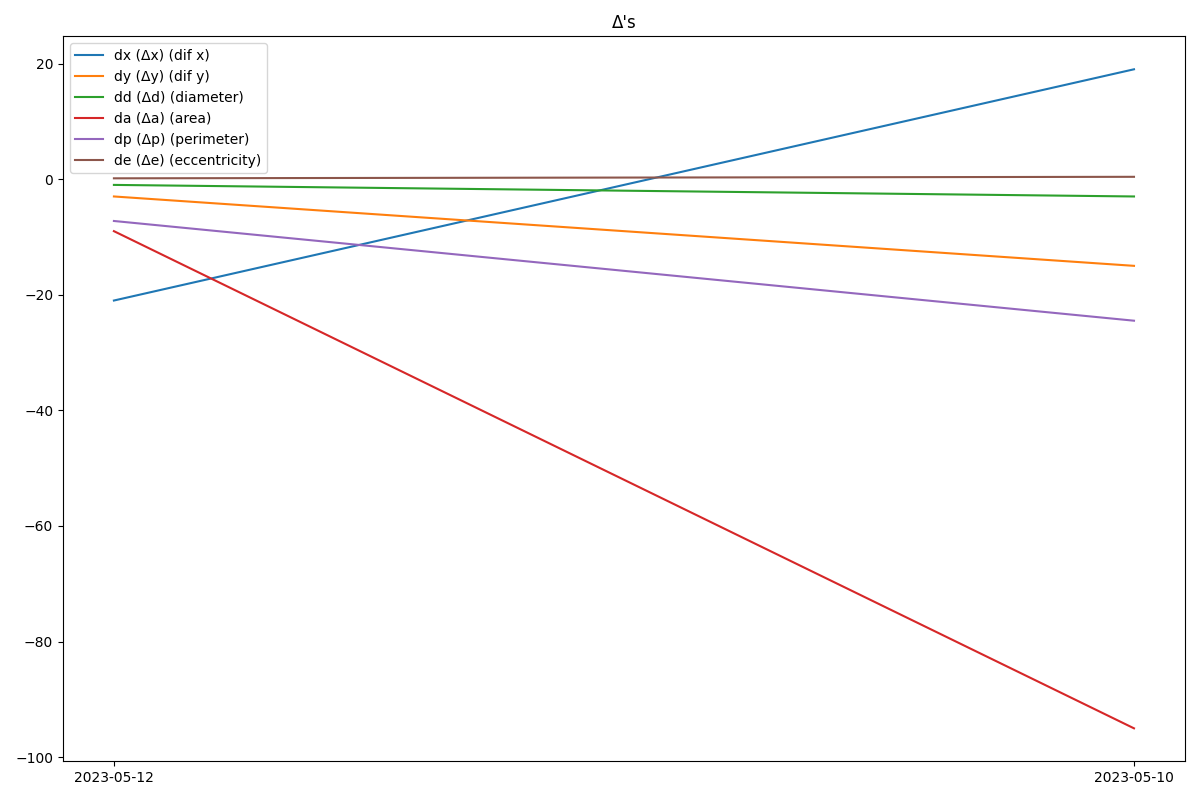 Δ's
dx (Δx) (dif x)
dy (Δy) (dif y)
dd (Δd) (diameter)
da (Δa) (area)
dp (Δp) (perimeter)
de (Δe) (eccentricity)
20
0
−20
−40
−60
−80
−100
2023-05-12 2023-05-10